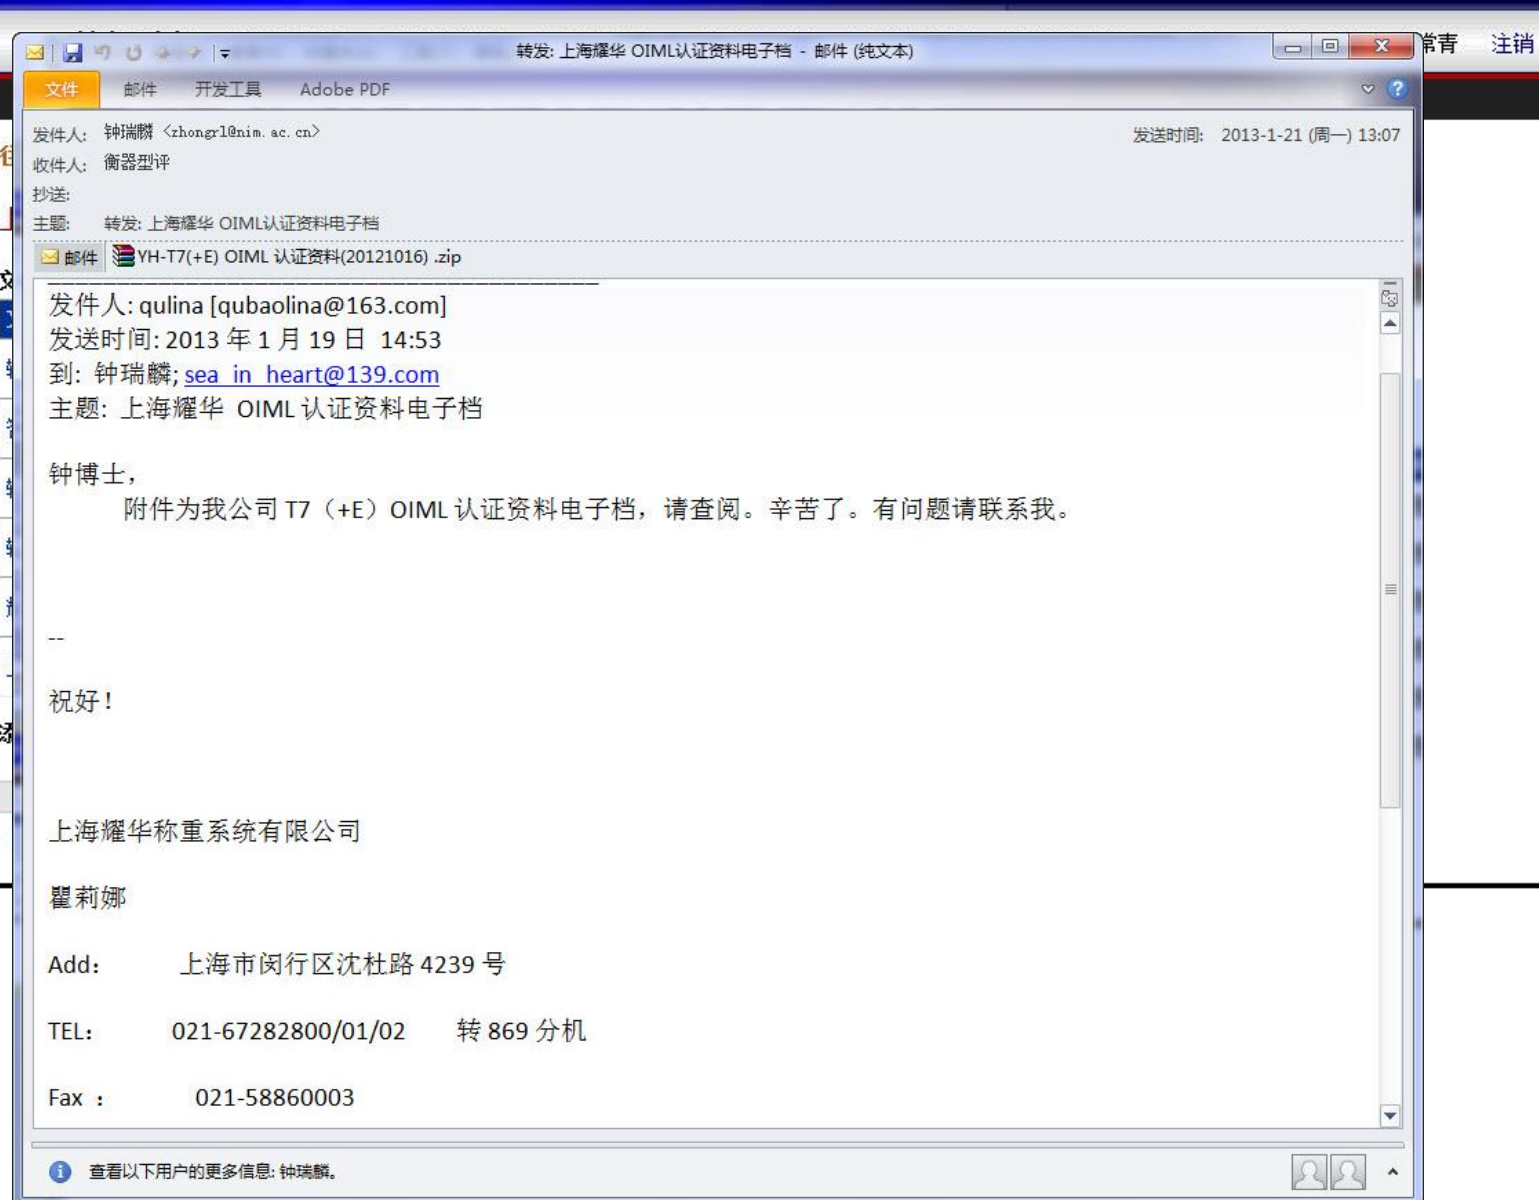 转发: 上海耀华 OIML认证资料电子档 - 邮件 (纯文本)
常青 注销
文件 邮件 开发工具 Adobe PDF
发件人: 钟瑞麟 <zhongrl@nim.ac.cn> 发送时间: 2013-1-21 (周一) 13:07
收件人: 衡器型评
抄送:
主题: 转发: 上海耀华 OIML认证资料电子档
邮件 YH-T7(+E) OIML 认证资料(20121016) .zip
发件人: qulina [qubaolina@163.com]
发送时间: 2013 年 1 月 19 日 14:53
到: 钟瑞麟; sea_in_heart@139.com
主题: 上海耀华 OIML 认证资料电子档
钟博士，
附件为我公司 T7（+E）OIML 认证资料电子档，请查阅。辛苦了。有问题请联系我。
--
祝好！
上海耀华称重系统有限公司
瞿莉娜
Add： 上海市闵行区沈杜路 4239 号
TEL： 021-67282800/01/02 转 869 分机
Fax ： 021-58860003
查看以下用户的更多信息: 钟瑞麟。